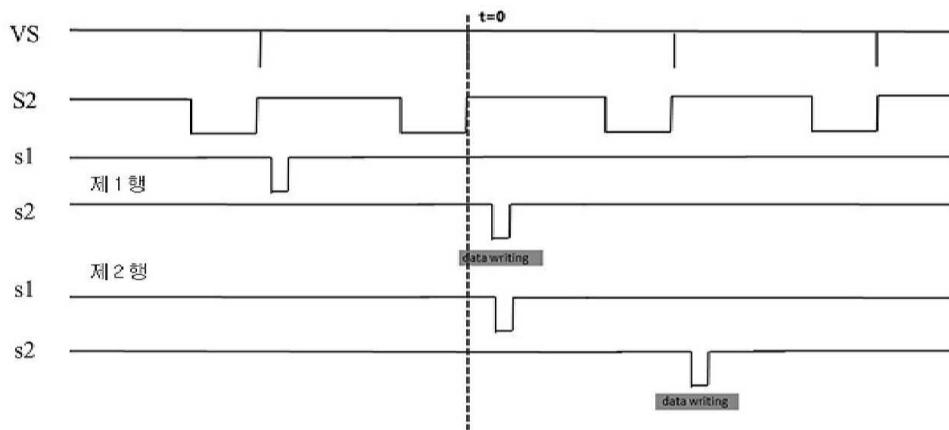 t=0
VS
S2
s1
제1행
s2
data writing
제2행
s1
s2
data writing